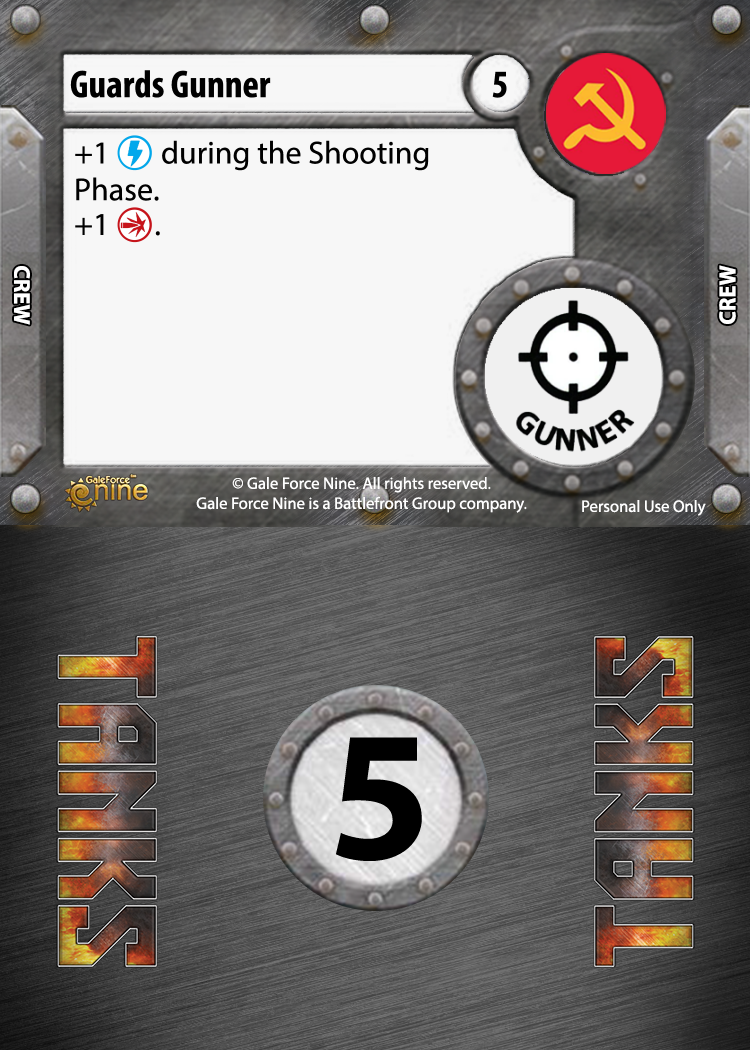 Guards Gunner
5
+1 during the Shooting
Phase.
+1 .
CREW
CREW
GUNNER
GaleForce™
nine
© Gale Force Nine. All rights reserved.
Gale Force Nine is a Battlefront Group company.
Personal Use Only
TANKS
5
TANKS